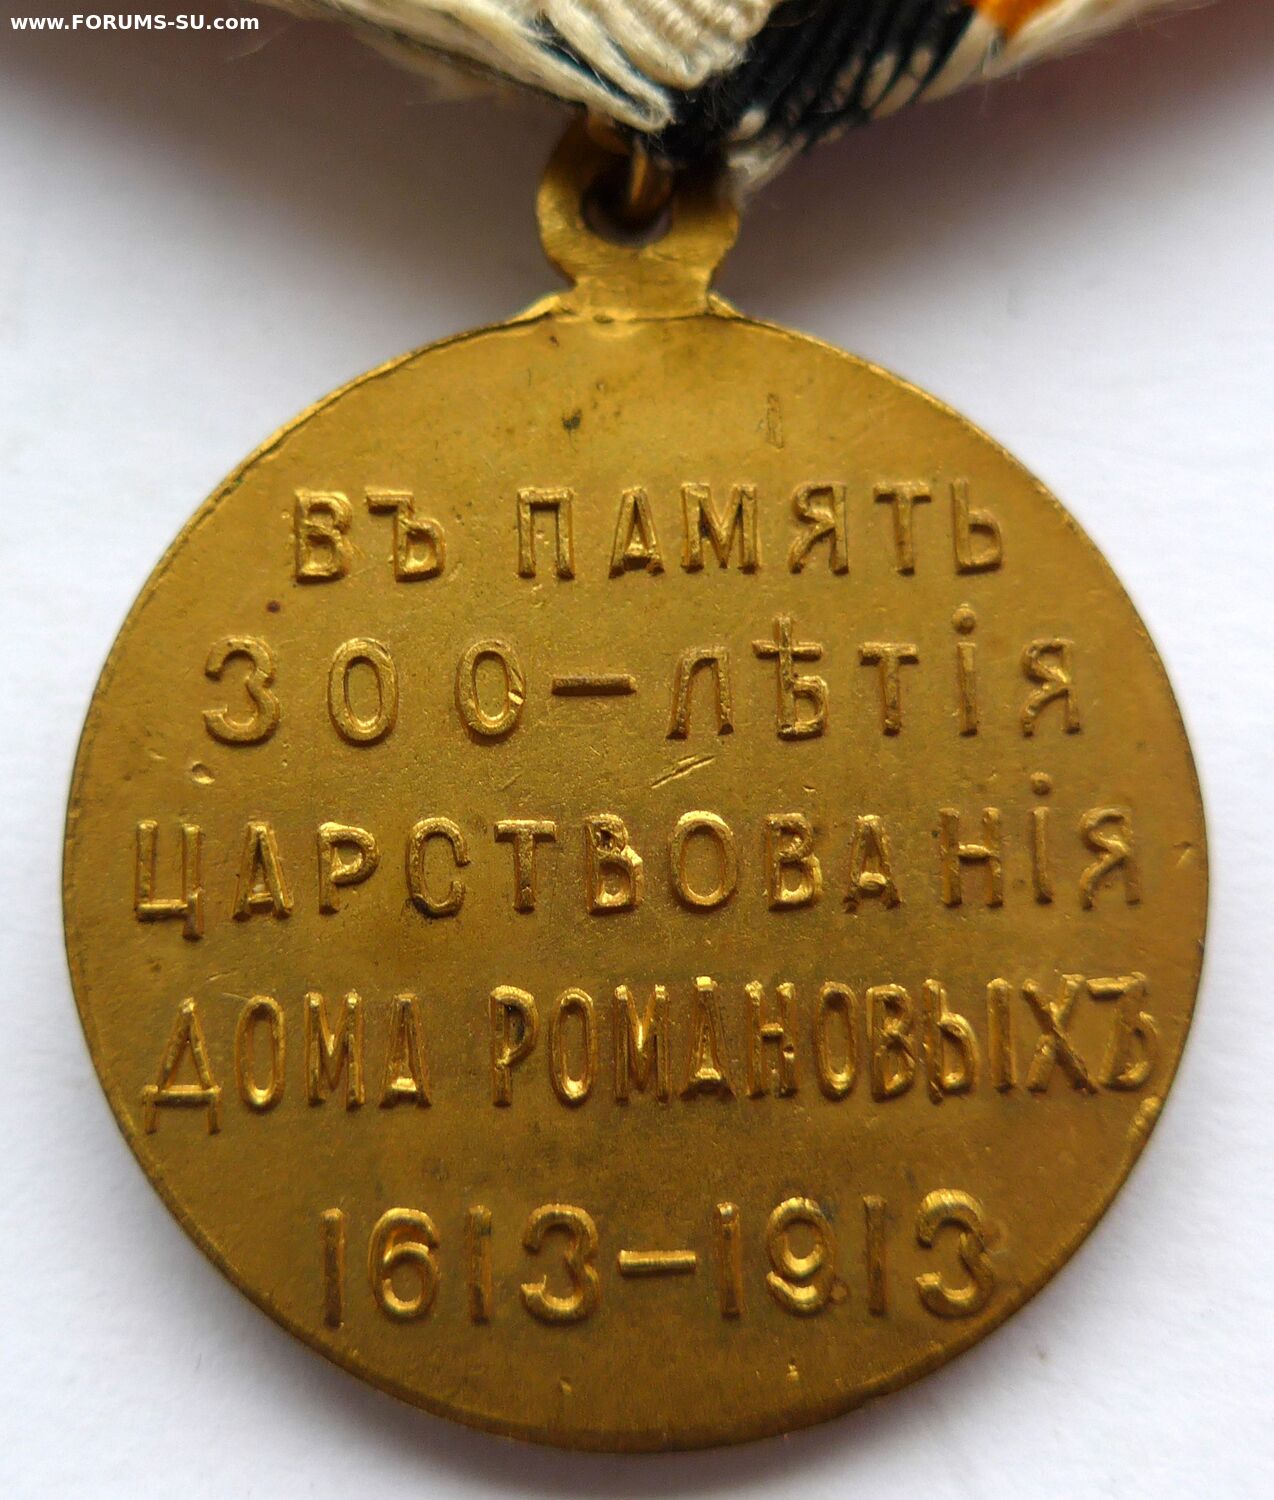 www.FORUMS-SU.com
ВЪ ПАМЯТЬ
300-ЛѢТІЯ
ЦАРСТВОВАНІЯ
ДОМА РОМАНОВЫХЪ
1613-1913